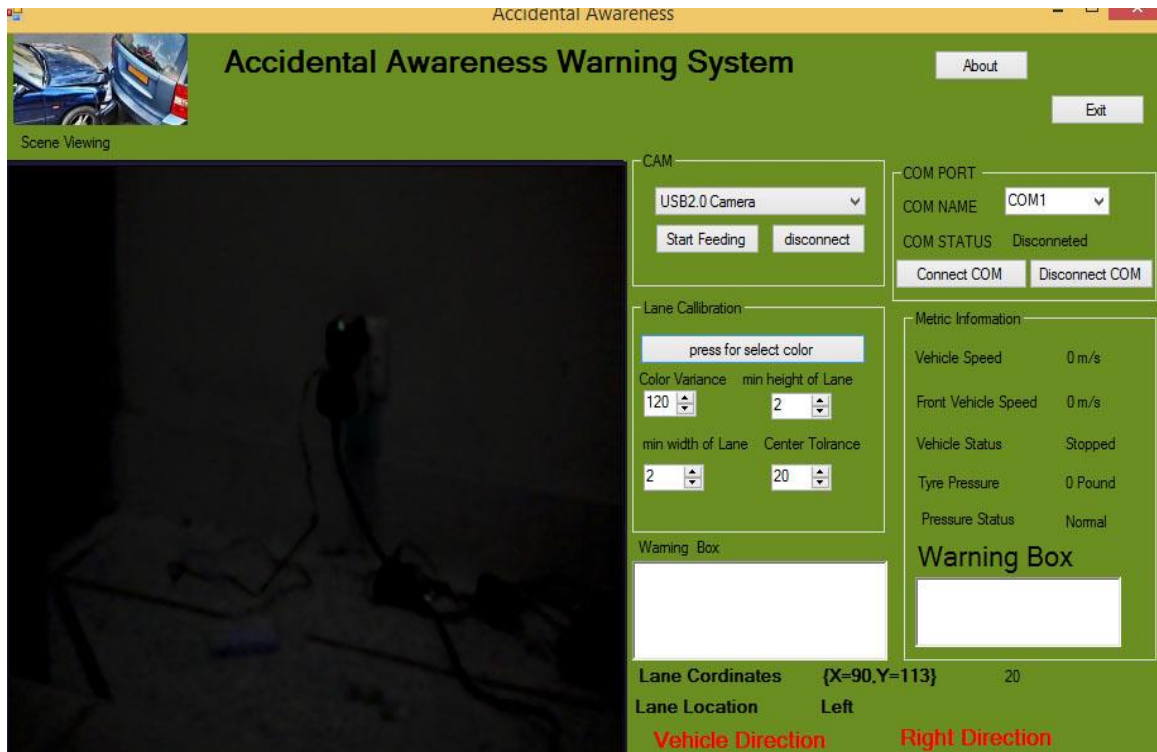 Accidental Awareness
Accidental Awareness Warning System
About
Exit
Scene Viewing
CAM
USB2.0 Camera
Start Feeding
disconnect
COM PORT
COM NAME
COM1
COM STATUS
Disconneted
Connect COM
Disconnect COM
Lane Callibration
press for select color
Color Variance
min height of Lane
120
2
min width of Lane
Center Tolrance
2
20
Metric Information
Vehicle Speed
0 m/s
Front Vehicle Speed
0 m/s
Vehicle Status
Stopped
Tyre Pressure
0 Pound
Pressure Status
Normal
Warning Box
Warning Box
Lane Cordinates
{X=90,Y=113}
20
Lane Location
Left
Vehicle Direction
Right Direction